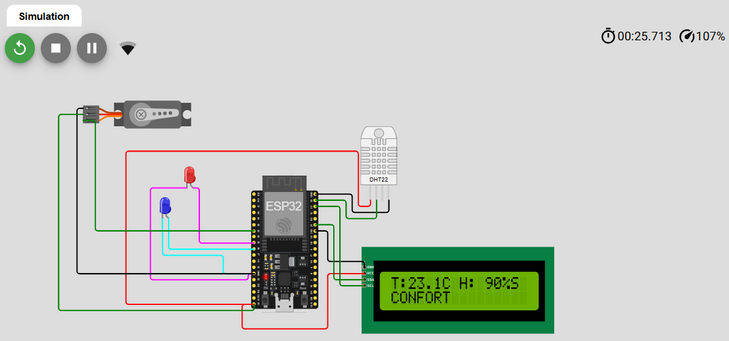 Simulation
00:25.713
107%
DHT22
ESP32
T:23.1C H: 90%S
CONFORT